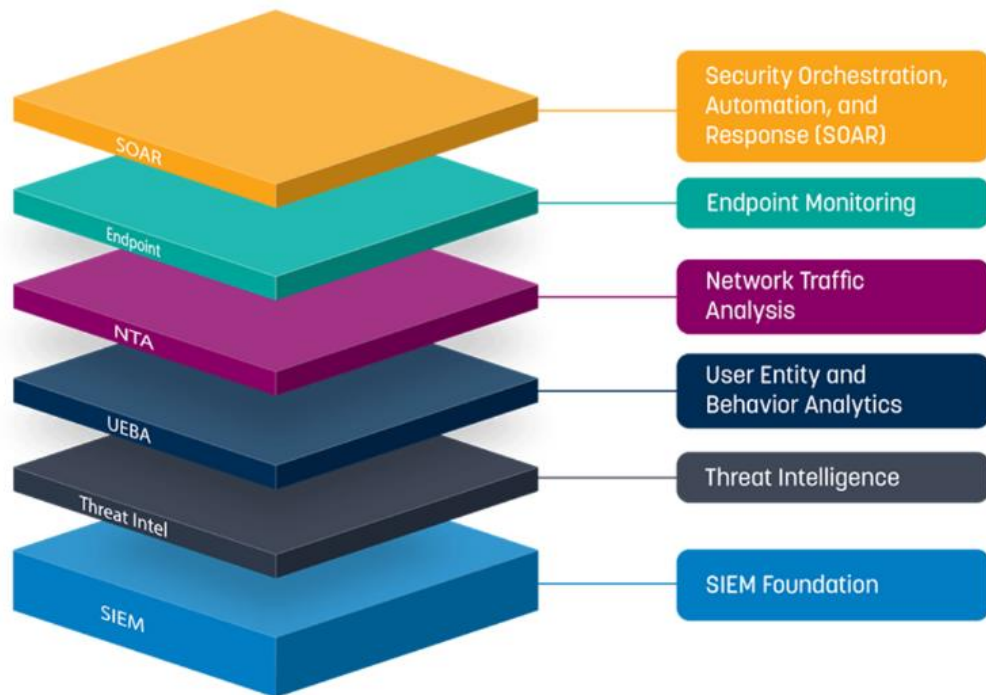 SOAR
Security Orchestration,
Automation, and
Response (SOAR)
Endpoint
Endpoint Monitoring
NTA
Network Traffic
Analysis
UEBA
User Entity and
Behavior Analytics
Threat Intel
Threat Intelligence
SIEM
SIEM Foundation